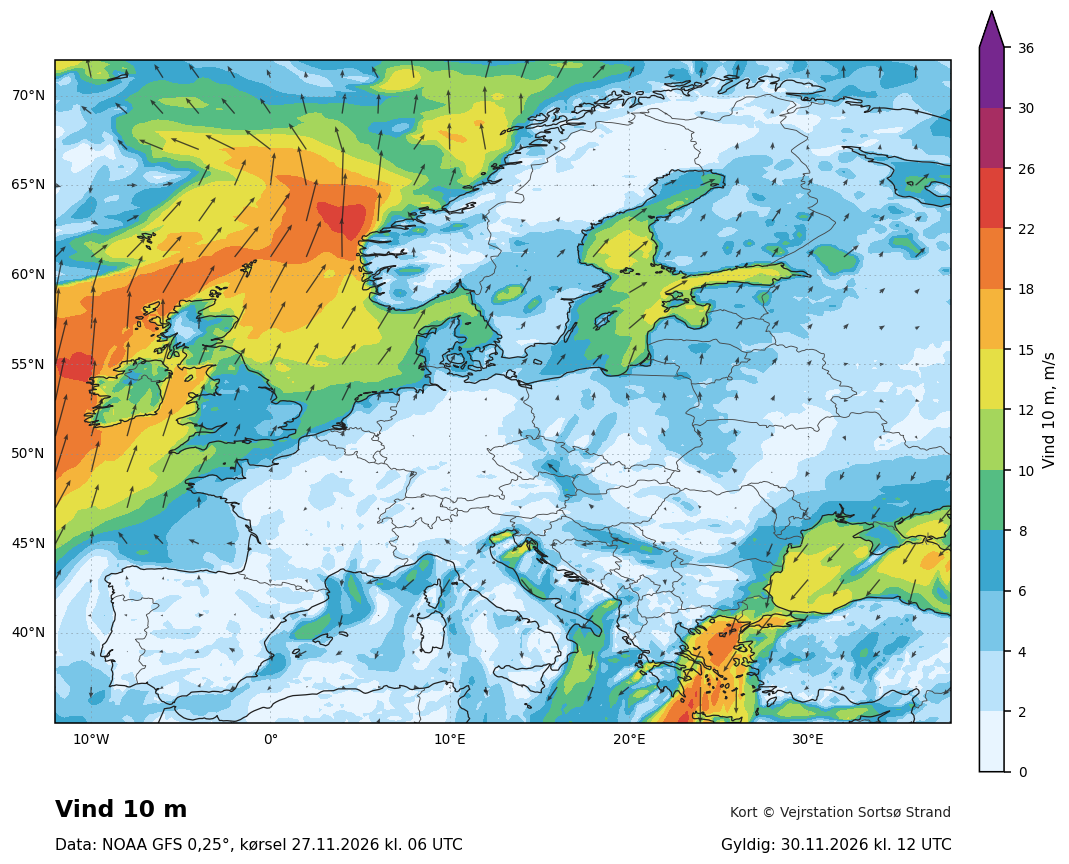 36
30
26
22
18
15
12
10
8
6
4
2
0
Vind 10 m, m/s
70°N
65°N
60°N
55°N
50°N
45°N
40°N
10°W
0°
10°E
20°E
30°E
Vind 10 m
Kort © Vejrstation Sortsø Strand
Data: NOAA GFS 0,25°, kørsel 27.11.2026 kl. 06 UTC
Gyldig: 30.11.2026 kl. 12 UTC